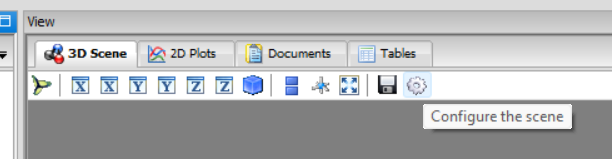 View
3D Scene 2D Plots Documents Tables
X X Y Y Z Z
Configure the scene